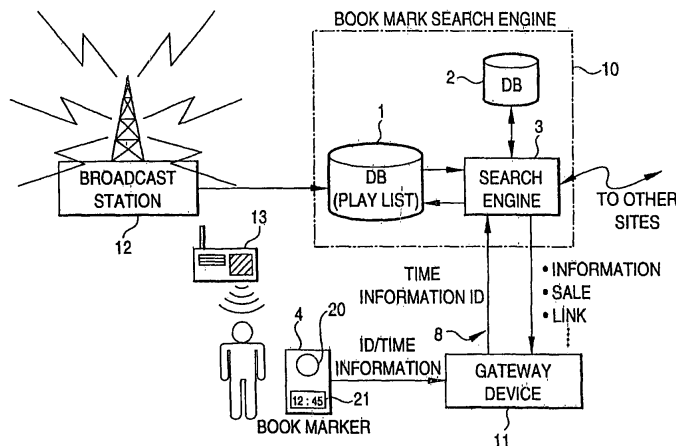 BOOK MARK SEARCH ENGINE
10
2
DB
1
3
DB
(PLAY LIST)
SEARCH
ENGINE
TO OTHER
SITES
BROADCAST
STATION
12
13
TIME
INFORMATION ID
•INFORMATION
•SALE
•LINK
8
4
20
ID/TIME
INFORMATION
12:45
21
BOOK MARKER
GATEWAY
DEVICE
11